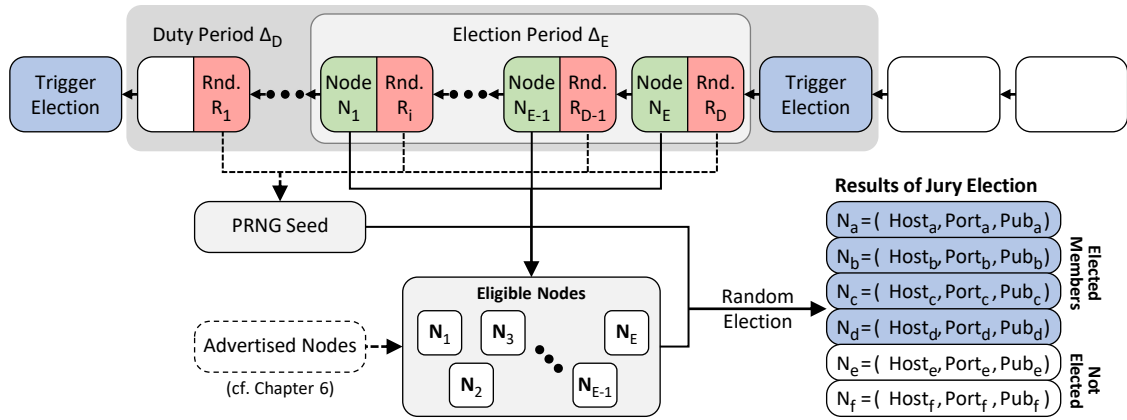 Duty Period Δ_D
Election Period Δ_E
Trigger
Election
Rnd.
R_1
Node
N_1
Rnd.
R_i
Node
N_E-1
Rnd.
R_D-1
Node
N_E
Rnd.
R_D
Trigger
Election
PRNG Seed
Results of Jury Election
N_a=( Host_a, Port_a, Pub_a)
N_b=( Host_b, Port_b, Pub_b)
N_c=( Host_c, Port_c, Pub_c)
N_d=( Host_d, Port_d, Pub_d)
N_e=( Host_e, Port_e, Pub_e)
N_f=( Host_f, Port_f, Pub_f)
Elected
Members
Not
Elected
Random
Election
Eligible Nodes
N_1
N_3
N_E
N_2
N_E-1
Advertised Nodes
(cf. Chapter 6)